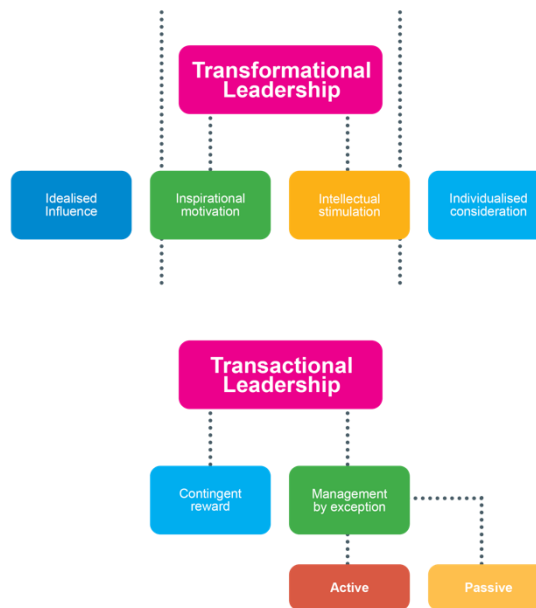 Transformational
Leadership
Idealised
Influence
Inspirational
motivation
Intellectual
stimulation
Individualised
consideration
Transactional
Leadership
Contingent
reward
Management
by exception
Active
Passive